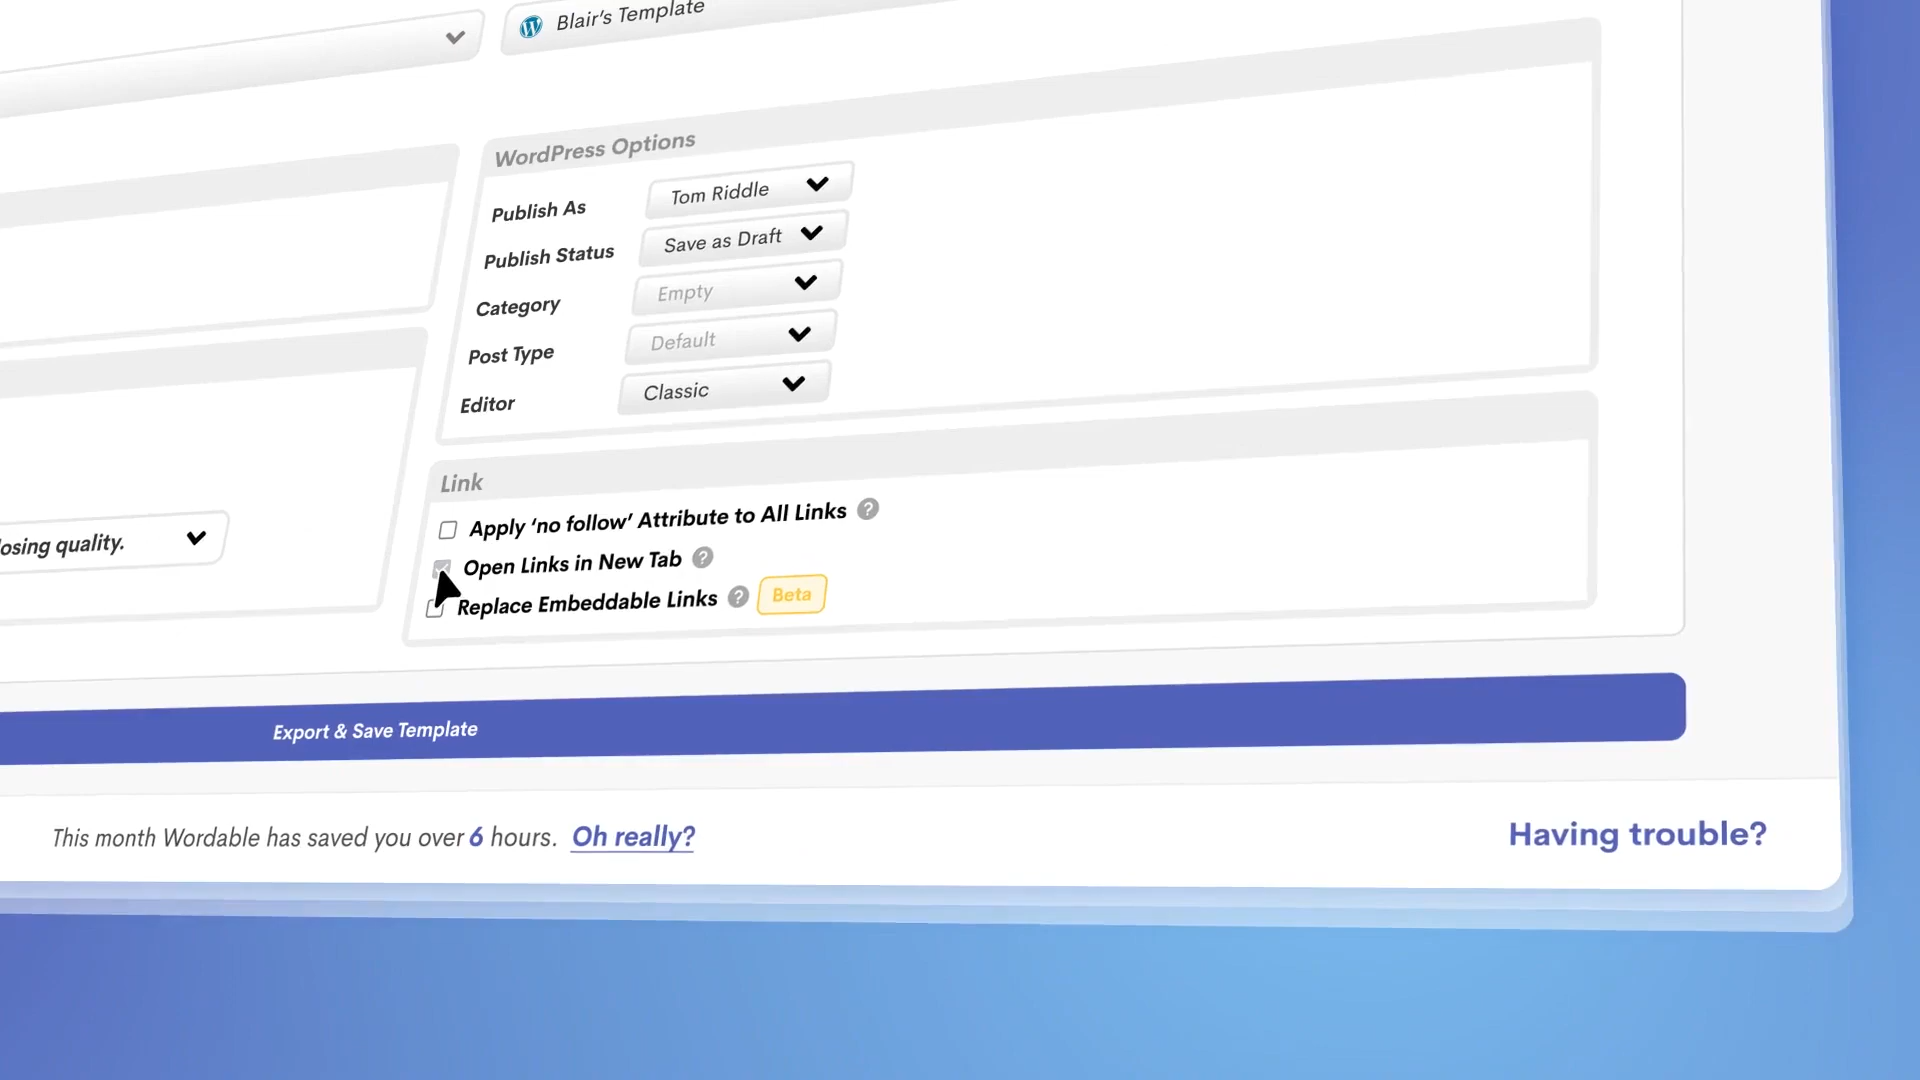 Blair's Template
WordPress Options
Publish As
Tom Riddle
Publish Status
Save as Draft
Category
Empty
Post Type
Default
Editor
Classic
Link
Apply ‘no follow’ Attribute to All Links ?
losing quality.
Open Links in New Tab ?
Replace Embeddable Links ? Beta
Export & Save Template
This month Wordable has saved you over 6 hours. Oh really?
Having trouble?